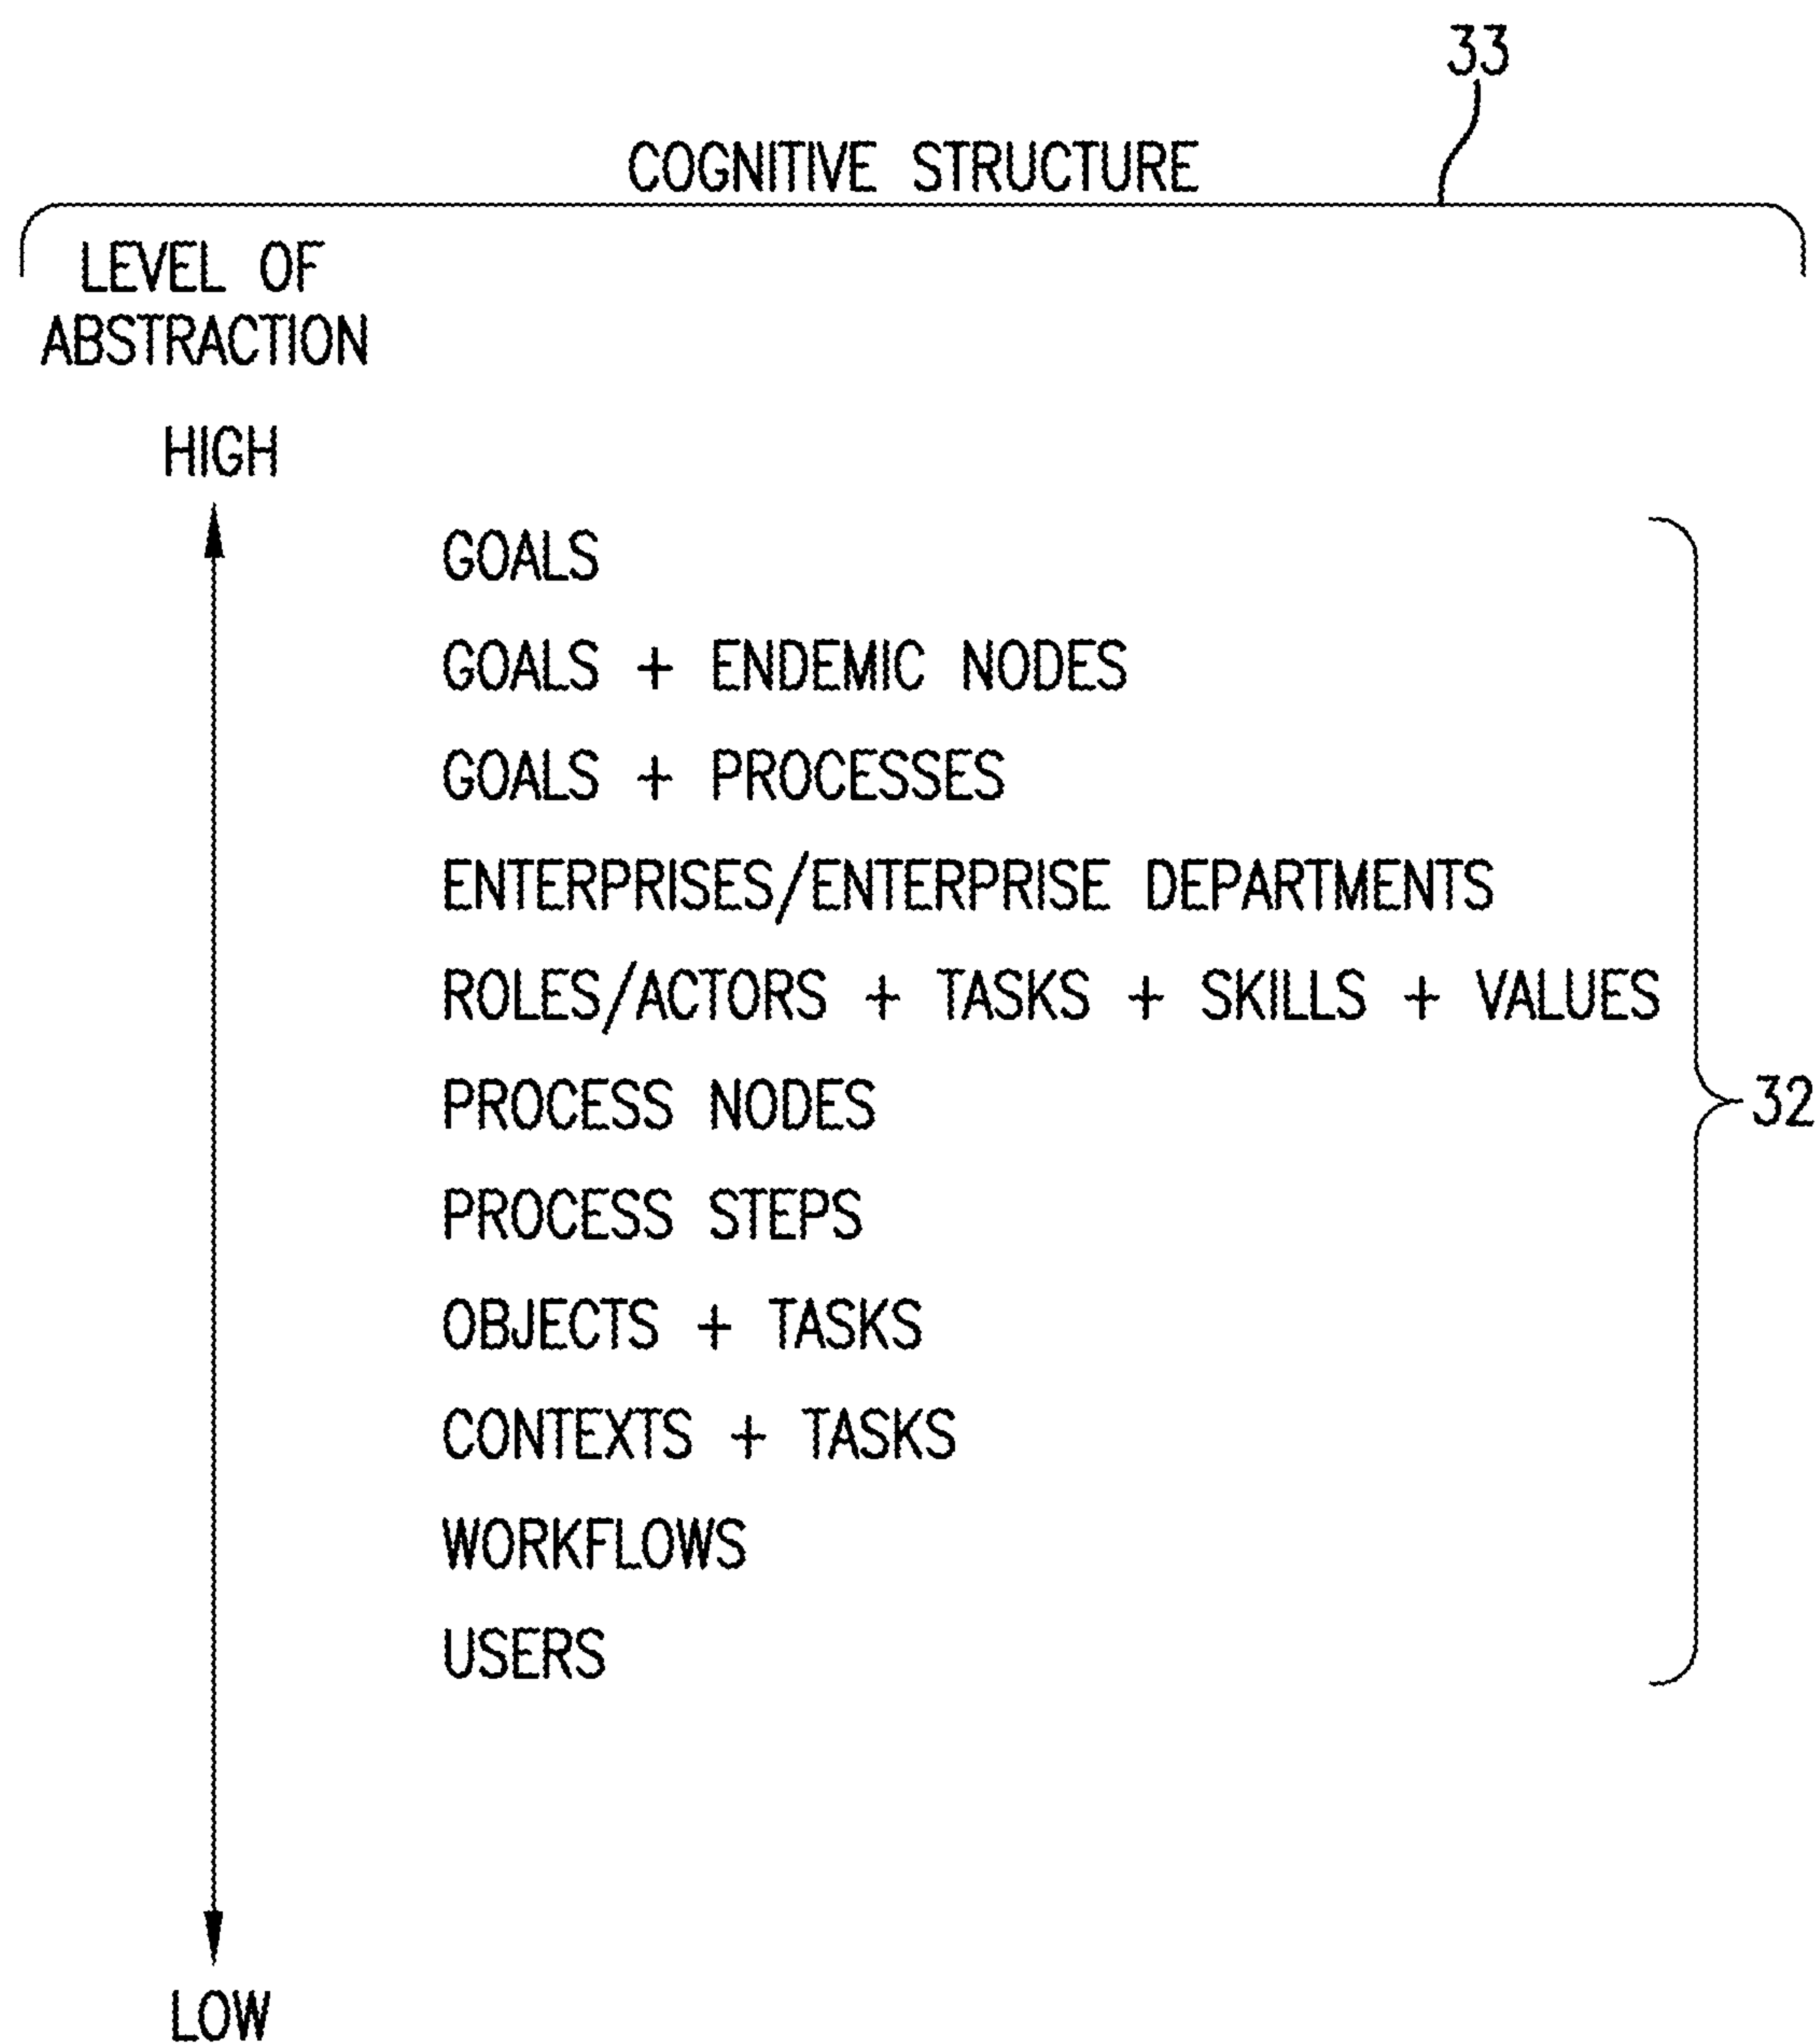 33
COGNITIVE STRUCTURE
LEVEL OF
ABSTRACTION
HIGH
GOALS
GOALS + ENDEMIC NODES
GOALS + PROCESSES
ENTERPRISES/ENTERPRISE DEPARTMENTS
ROLES/ACTORS + TASKS + SKILLS + VALUES
PROCESS NODES
32
PROCESS STEPS
OBJECTS + TASKS
CONTEXTS + TASKS
WORKFLOWS
USERS
LOW